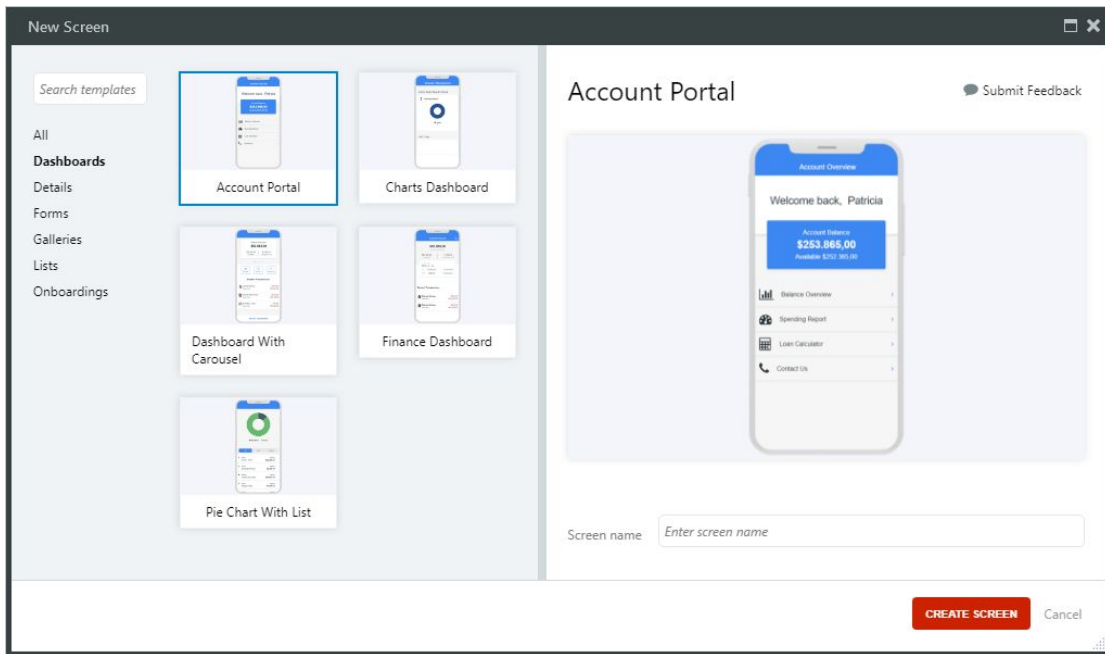 New Screen
Search templates
All
Dashboards
Details
Forms
Galleries
Lists
Onboardings
Account Portal
Charts Dashboard
Dashboard With
Carousel
Finance Dashboard
Pie Chart With List
Account Portal
Submit Feedback
Account Overview
Welcome back, Patricia
Account Balance
$253.865,00
Available $252.365,00
Balance Overview
Spending Report
Loan Calculator
Contact Us
Screen name
Enter screen name
CREATE SCREEN
Cancel